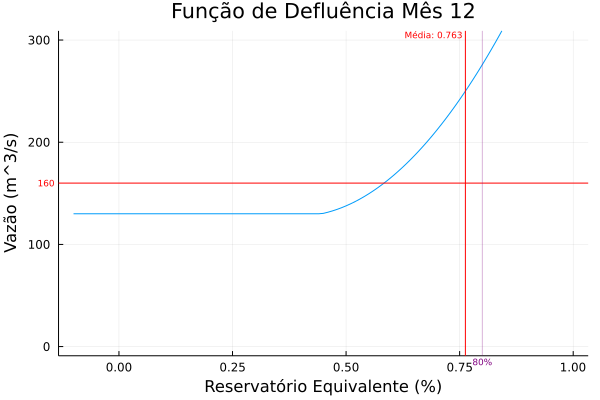 Função de Defluência Mês 12
Vazão (m^3/s)
300
200
100
0
160
Média: 0.763
0.00
0.25
0.50
0.75
80%
1.00
Reservatório Equivalente (%)